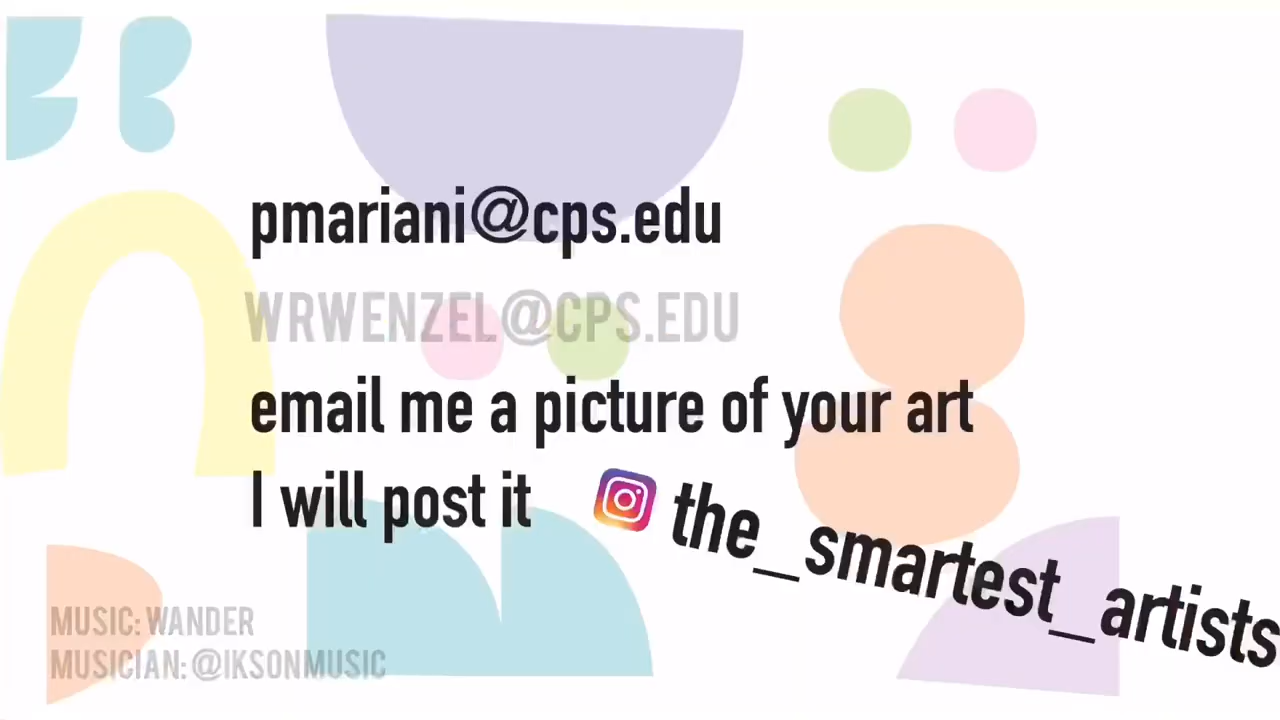 pmariani@cps.edu
WRWENZEL@CPS.EDU
email me a picture of your art
I will post it
the_smartest_artists
MUSIC: WANDER
MUSICIAN: @IKSONMUSIC